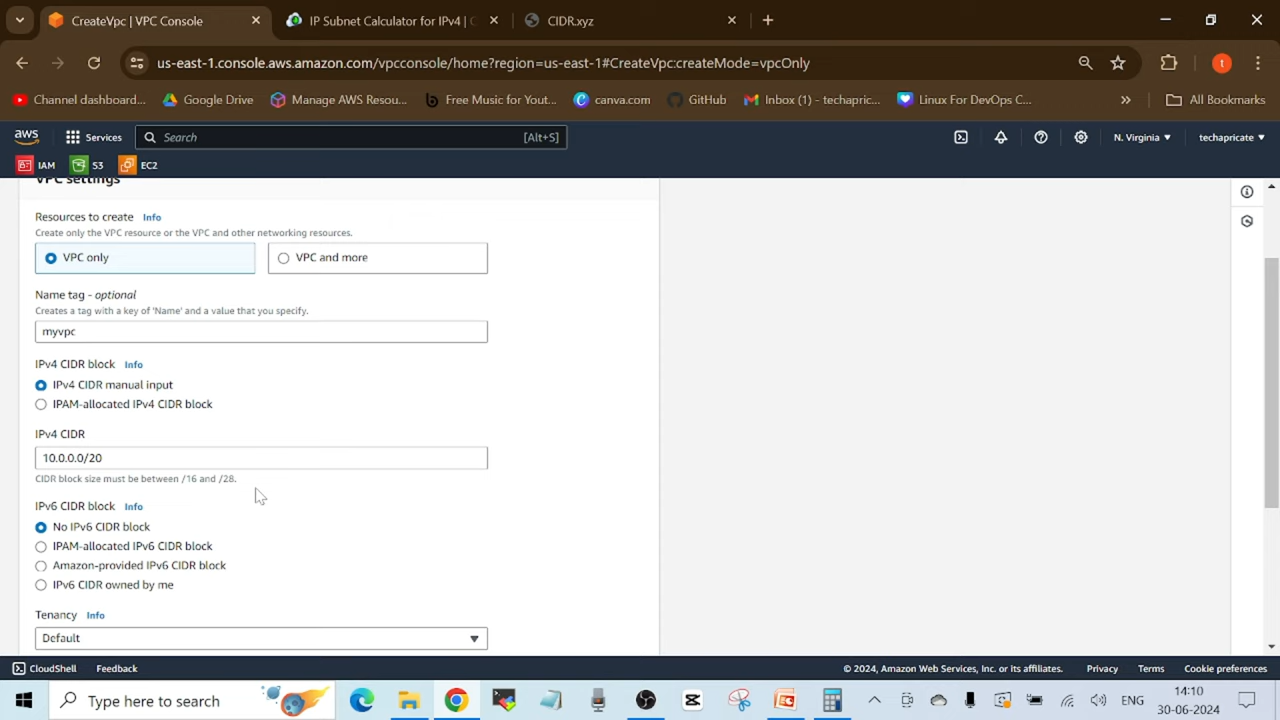 CreateVpc | VPC Console
IP Subnet Calculator for IPv4 | C
CIDR.xyz
us-east-1.console.aws.amazon.com/vpcconsole/home?region=us-east-1#CreateVpc:createMode=vpcOnly
t
Channel dashboard...
Google Drive
Manage AWS Resou...
Free Music for Yout...
canva.com
GitHub
Inbox (1) - techapric...
Linux For DevOps C...
»
All Bookmarks
aws
Services
Search
[Alt+S]
N. Virginia
techapricate
IAM
S3
EC2
VPC settings
Resources to create Info
Create only the VPC resource or the VPC and other networking resources.
VPC only
VPC and more
Name tag - optional
Creates a tag with a key of 'Name' and a value that you specify.
myvpc
IPv4 CIDR block Info
IPv4 CIDR manual input
IPAM-allocated IPv4 CIDR block
IPv4 CIDR
10.0.0.0/20
CIDR block size must be between /16 and /28.
IPv6 CIDR block Info
No IPv6 CIDR block
IPAM-allocated IPv6 CIDR block
Amazon-provided IPv6 CIDR block
IPv6 CIDR owned by me
Tenancy Info
Default
CloudShell
Feedback
© 2024, Amazon Web Services, Inc. or its affiliates.
Privacy
Terms
Cookie preferences
Type here to search
ENG
14:10
30-06-2024